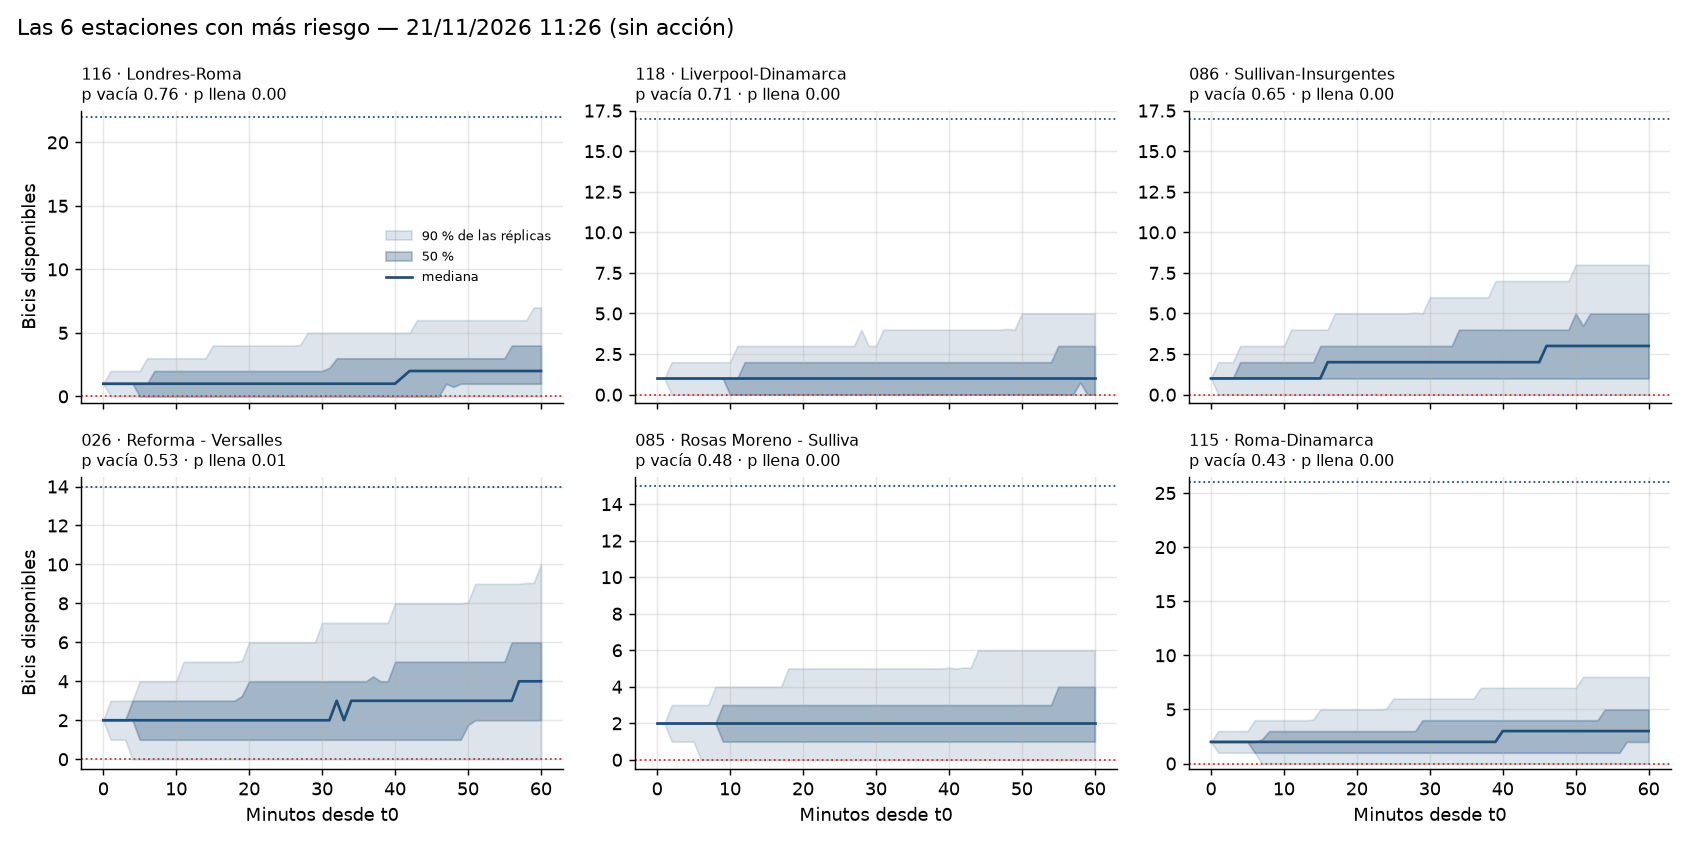 Las 6 estaciones con más riesgo — 21/11/2026 11:26 (sin acción)
116 · Londres-Roma
p vacía 0.76 · p llena 0.00
118 · Liverpool-Dinamarca
p vacía 0.71 · p llena 0.00
086 · Sullivan-Insurgentes
p vacía 0.65 · p llena 0.00
Bicis disponibles
20
15
10
5
0
90 % de las réplicas
50 %
mediana
17.5
15.0
12.5
10.0
7.5
5.0
2.5
0.0
17.5
15.0
12.5
10.0
7.5
5.0
2.5
0.0
026 · Reforma - Versalles
p vacía 0.53 · p llena 0.01
085 · Rosas Moreno - Sulliva
p vacía 0.48 · p llena 0.00
115 · Roma-Dinamarca
p vacía 0.43 · p llena 0.00
Bicis disponibles
14
12
10
8
6
4
2
0
14
12
10
8
6
4
2
0
25
20
15
10
5
0
0 10 20 30 40 50 60
0 10 20 30 40 50 60
0 10 20 30 40 50 60
Minutos desde t0
Minutos desde t0
Minutos desde t0